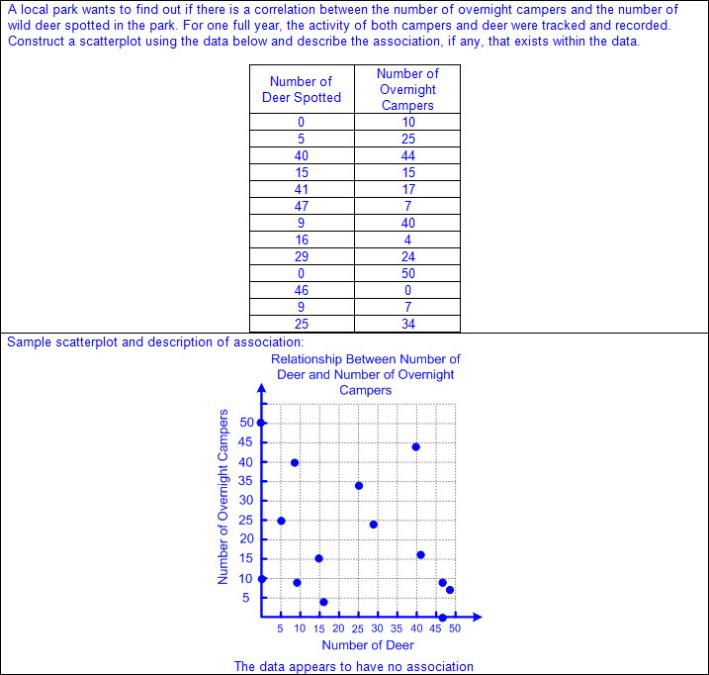 A local park wants to find out if there is a correlation between the number of overnight campers and the number of
wild deer spotted in the park. For one full year, the activity of both campers and deer were tracked and recorded.
Construct a scatterplot using the data below and describe the association, if any, that exists within the data.
Number of Deer Spotted Number of Overnight Campers
0 10
5 25
40 44
15 15
41 17
47 7
9 40
16 4
29 24
0 50
46 0
9 7
25 34
Sample scatterplot and description of association:
Relationship Between Number of
Deer and Number of Overnight
Campers
Number of Overnight Campers
50
45
40
35
30
25
20
15
10
5
5 10 15 20 25 30 35 40 45 50
Number of Deer
The data appears to have no association